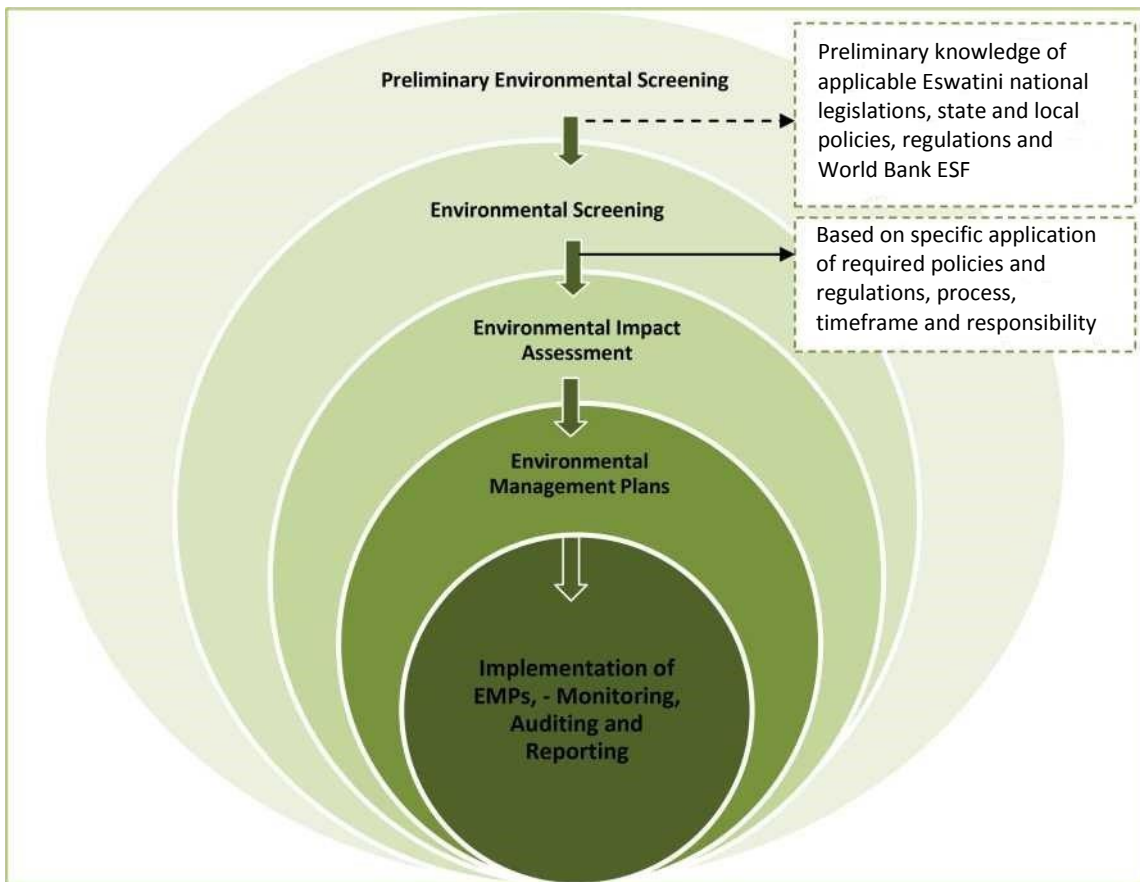 Preliminary Environmental Screening
Preliminary knowledge of
applicable Eswatini national
legislations, state and local
policies, regulations and
World Bank ESF
Environmental Screening
Based on specific application
of required policies and
regulations, process,
timeframe and responsibility
Environmental Impact
Assessment
Environmental
Management Plans
Implementation of
EMPs, - Monitoring,
Auditing and
Reporting